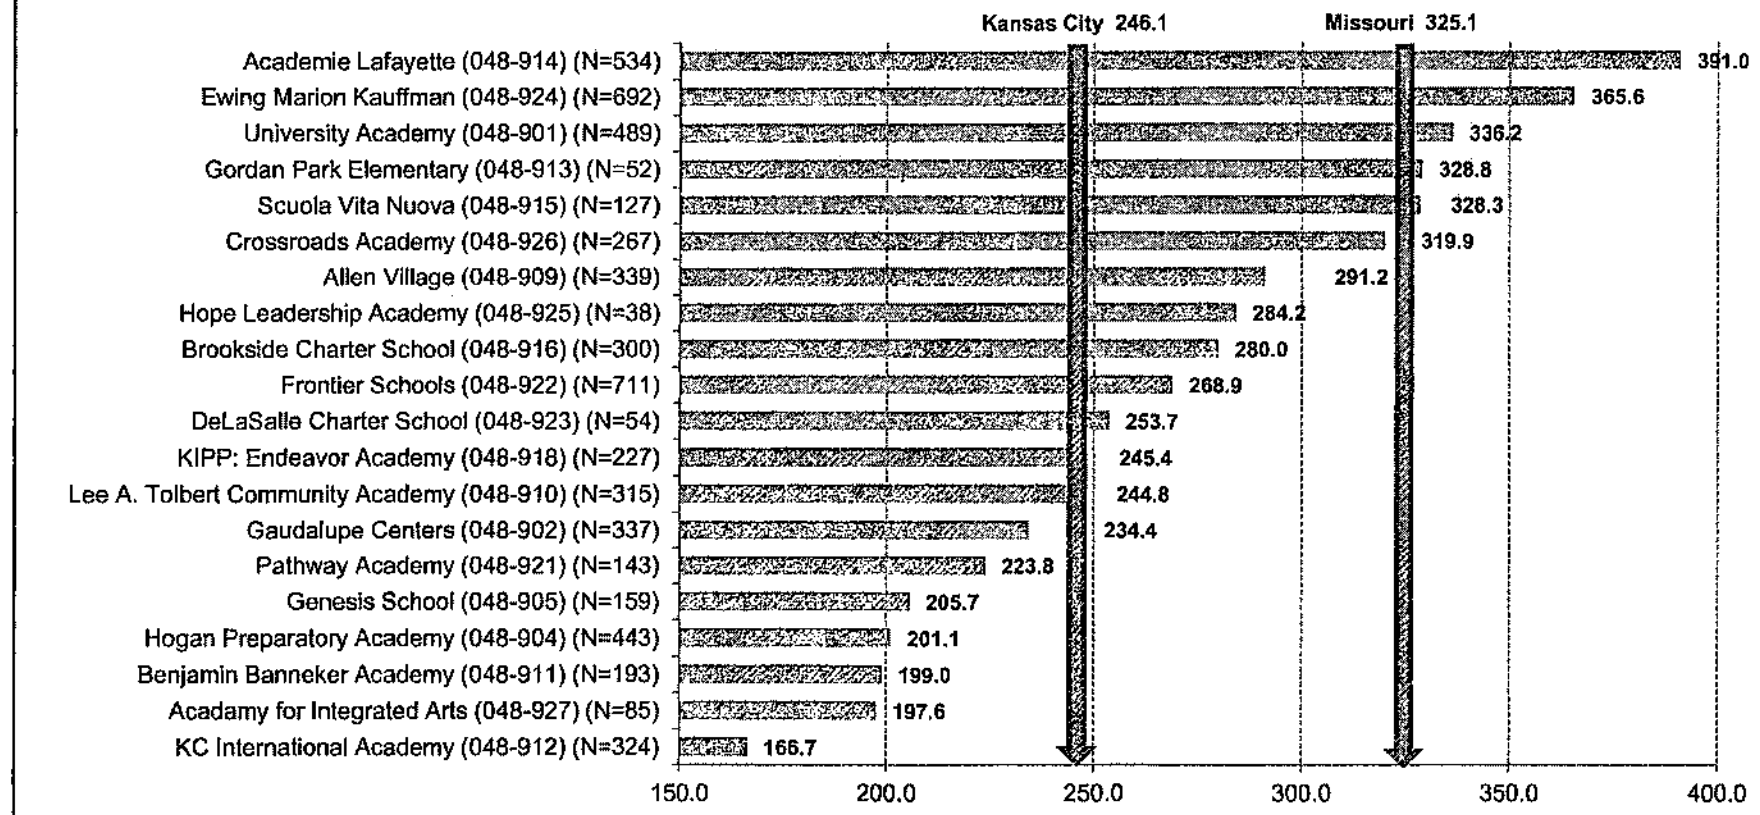 Kansas City 246.1 Missouri 325.1
Academie Lafayette (048-914) (N=534) 391.0
Ewing Marion Kauffman (048-924) (N=692) 365.6
University Academy (048-901) (N=489) 336.2
Gordan Park Elementary (048-913) (N=52) 328.8
Scuola Vita Nuova (048-915) (N=127) 328.3
Crossroads Academy (048-926) (N=267) 319.9
Allen Village (048-909) (N=339) 291.2
Hope Leadership Academy (048-925) (N=38) 284.2
Brookside Charter School (048-916) (N=300) 280.0
Frontier Schools (048-922) (N=711) 268.9
DeLaSalle Charter School (048-923) (N=54) 253.7
KIPP: Endeavor Academy (048-918) (N=227) 245.4
Lee A. Tolbert Community Academy (048-910) (N=315) 244.8
Gaudalupe Centers (048-902) (N=337) 234.4
Pathway Academy (048-921) (N=143) 223.8
Genesis School (048-905) (N=159) 205.7
Hogan Preparatory Academy (048-904) (N=443) 201.1
Benjamin Banneker Academy (048-911) (N=193) 199.0
Acadamy for Integrated Arts (048-927) (N=85) 197.6
KC International Academy (048-912) (N=324) 166.7
150.0 200.0 250.0 300.0 350.0 400.0